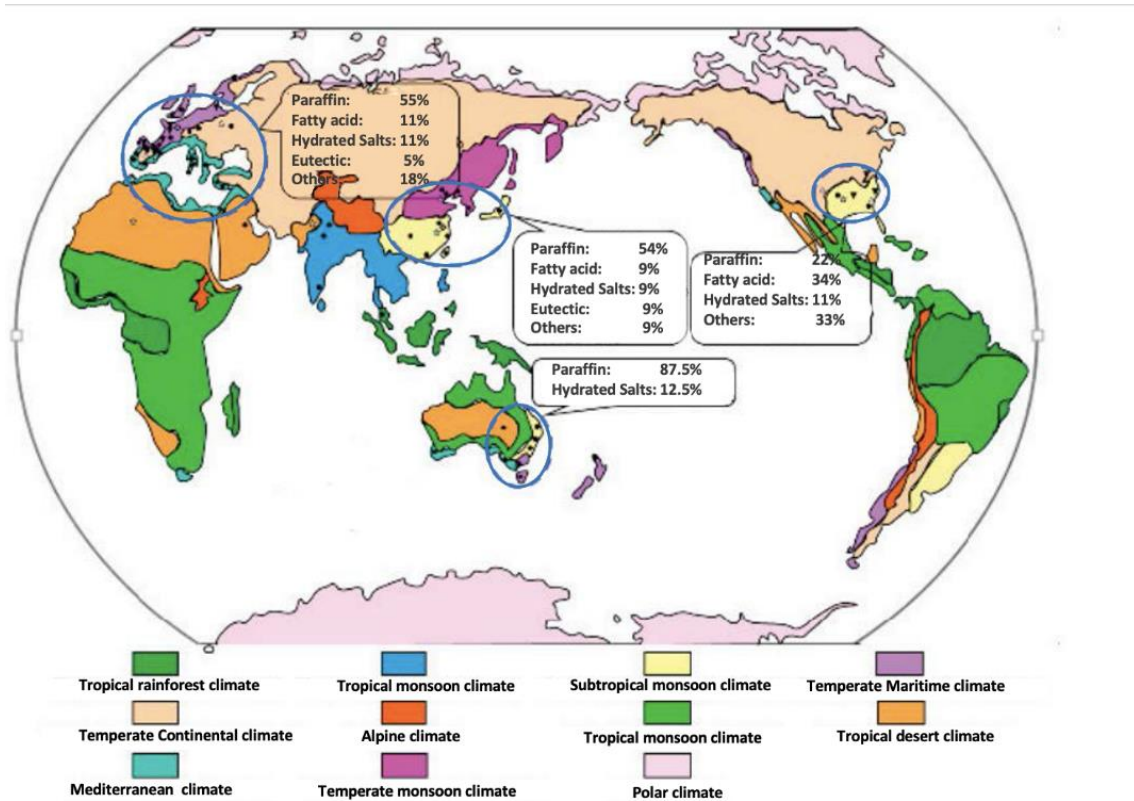 Paraffin: 55%
Fatty acid: 11%
Hydrated Salts: 11%
Eutectic: 5%
Others 18%
Paraffin: 54%
Fatty acid: 9%
Hydrated Salts: 9%
Eutectic: 9%
Others: 9%
Paraffin: 22%
Fatty acid: 34%
Hydrated Salts: 11%
Others: 33%
Paraffin: 87.5%
Hydrated Salts: 12.5%
Tropical rainforest climate
Tropical monsoon climate
Subtropical monsoon climate
Temperate Maritime climate
Temperate Continental climate
Alpine climate
Tropical monsoon climate
Tropical desert climate
Mediterranean climate
Temperate monsoon climate
Polar climate